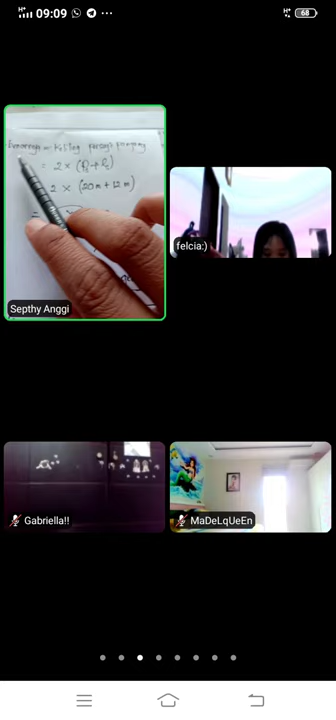 09:09
68
= Keliling persegi panjang
= 2 × (p + l)
2 × (20 m + 12 m)
=
Septhy Anggi
felcia:)
Gabriella!!
MaDeLqUeEn